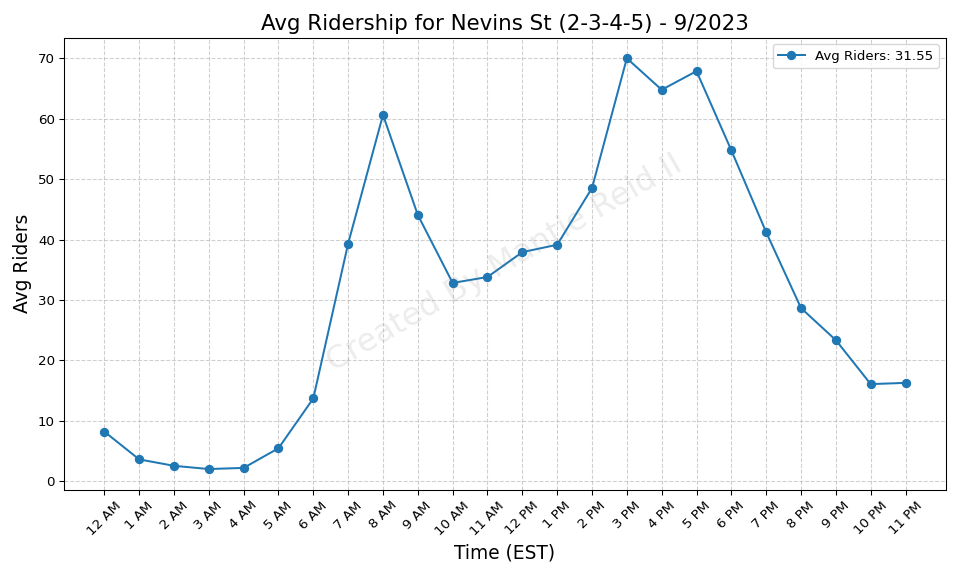 Avg Ridership for Nevins St (2-3-4-5) - 9/2023
Avg Riders: 31.55
Avg Riders
70
60
50
40
30
20
10
0
Created By Mantie Reid II
12 AM
1 AM
2 AM
3 AM
4 AM
5 AM
6 AM
7 AM
8 AM
9 AM
10 AM
11 AM
12 PM
1 PM
2 PM
3 PM
4 PM
5 PM
6 PM
7 PM
8 PM
9 PM
10 PM
11 PM
Time (EST)